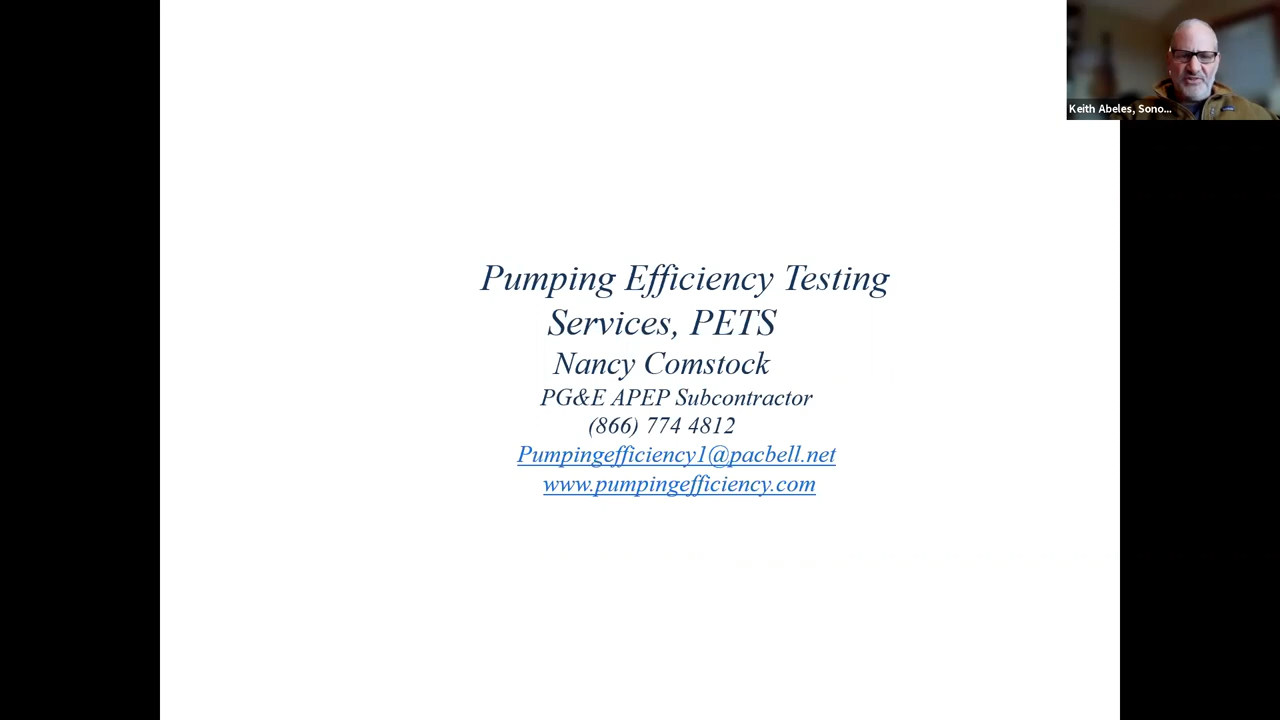 Keith Abeles, Sono...
Pumping Efficiency Testing
Services, PETS
Nancy Comstock
PG&E APEP Subcontractor
(866) 774 4812
Pumpingefficiency1@pacbell.net
www.pumpingefficiency.com